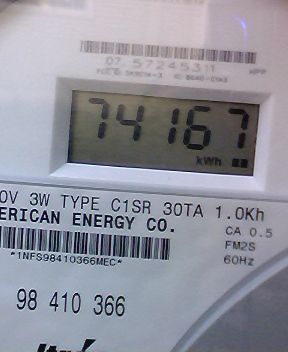 07 57245311
74167
kWh
0V 3W TYPE C1SR 30TA 1.0Kh
ERICAN ENERGY CO.
CA 0.5
FM2S
*1NFS98410366MEC*
60Hz
98 410 366